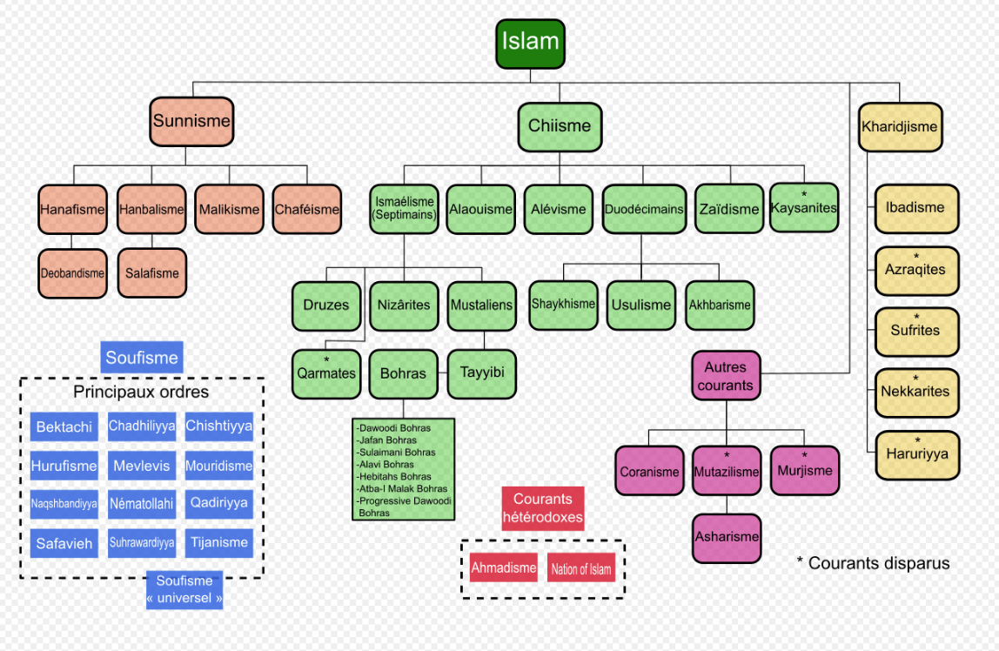 Islam
Sunnisme
Chiisme
Kharidjisme
Hanafisme
Hanbalisme
Malikisme
Chaféisme
Ismaélisme
(Septimains)
Alaouisme
Alévisme
Duodécimains
Zaïdisme
*
Kaysanites
Ibadisme
Deobandisme
Salafisme
*
Azraqites
Druzes
Nizârites
Mustaliens
Shaykhisme
Usulisme
Akhbarisme
*
Sufrites
Soufisme
*
Qarmates
Bohras
Tayyibi
Autres
courants
*
Nekkarites
Principaux ordres
Bektachi
Chadhiliyya
Chishtiyya
Hurufisme
Mevlevis
Mouridisme
Naqshbandiyya
Nématollahi
Qadiriyya
Safavieh
Suhrawardiyya
Tijanisme
Soufisme
« universel »
-Dawoodi Bohras
-Jafan Bohras
-Sulaimani Bohras
-Alavi Bohras
-Hebitahs Bohras
-Atba-I Malak Bohras
-Progressive Dawoodi
Bohras
Coranisme
*
Mutazilisme
*
Murjisme
*
Haruriyya
Asharisme
Courants
hétérodoxes
Ahmadisme
Nation of Islam
* Courants disparus